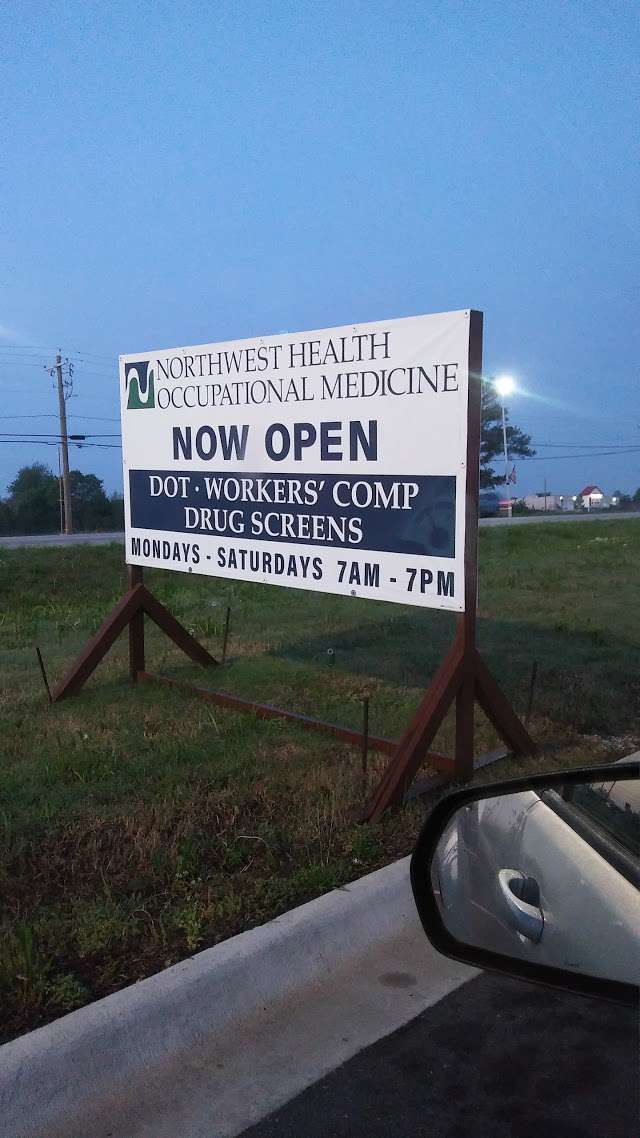 NORTHWEST HEALTH
OCCUPATIONAL MEDICINE
NOW OPEN
DOT · WORKERS' COMP
DRUG SCREENS
MONDAYS - SATURDAYS 7AM - 7PM